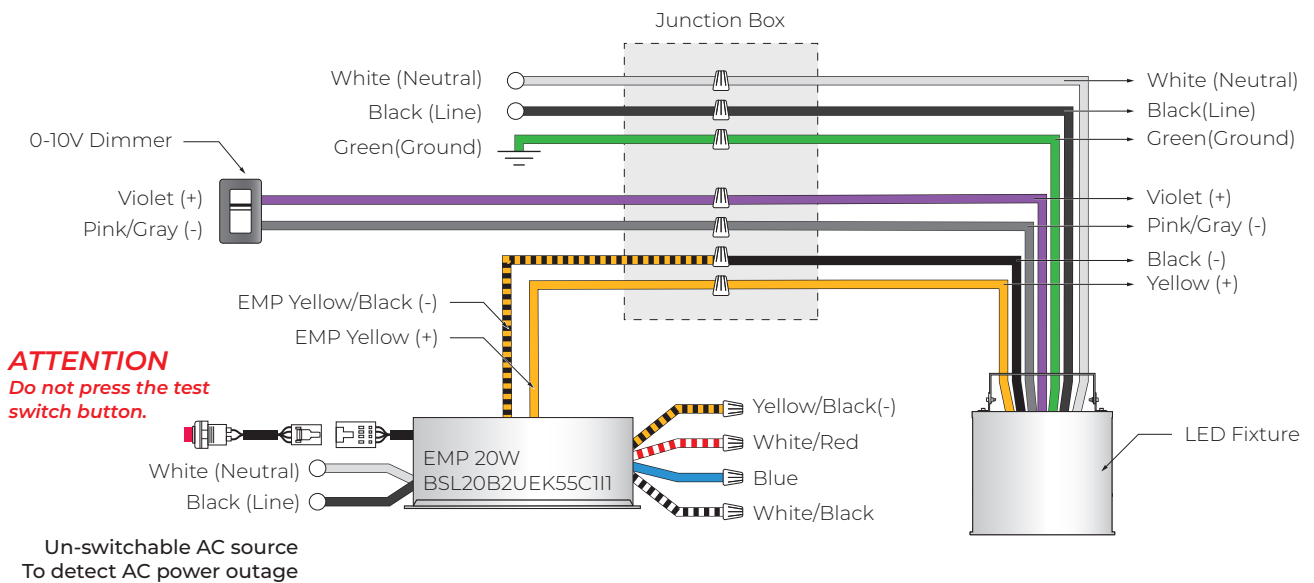 Junction Box
White (Neutral)
White (Neutral)
Black (Line)
Black(Line)
0-10V Dimmer
Green(Ground)
Green(Ground)
Violet (+)
Violet (+)
Pink/Gray (-)
Pink/Gray (-)
Black (-)
Yellow (+)
EMP Yellow/Black (-)
EMP Yellow (+)
ATTENTION
Do not press the test
switch button.
Yellow/Black(-)
White/Red
Blue
White/Black
LED Fixture
EMP 20W
BSL20B2UEK55C1I1
White (Neutral)
Black (Line)
Un-switchable AC source
To detect AC power outage